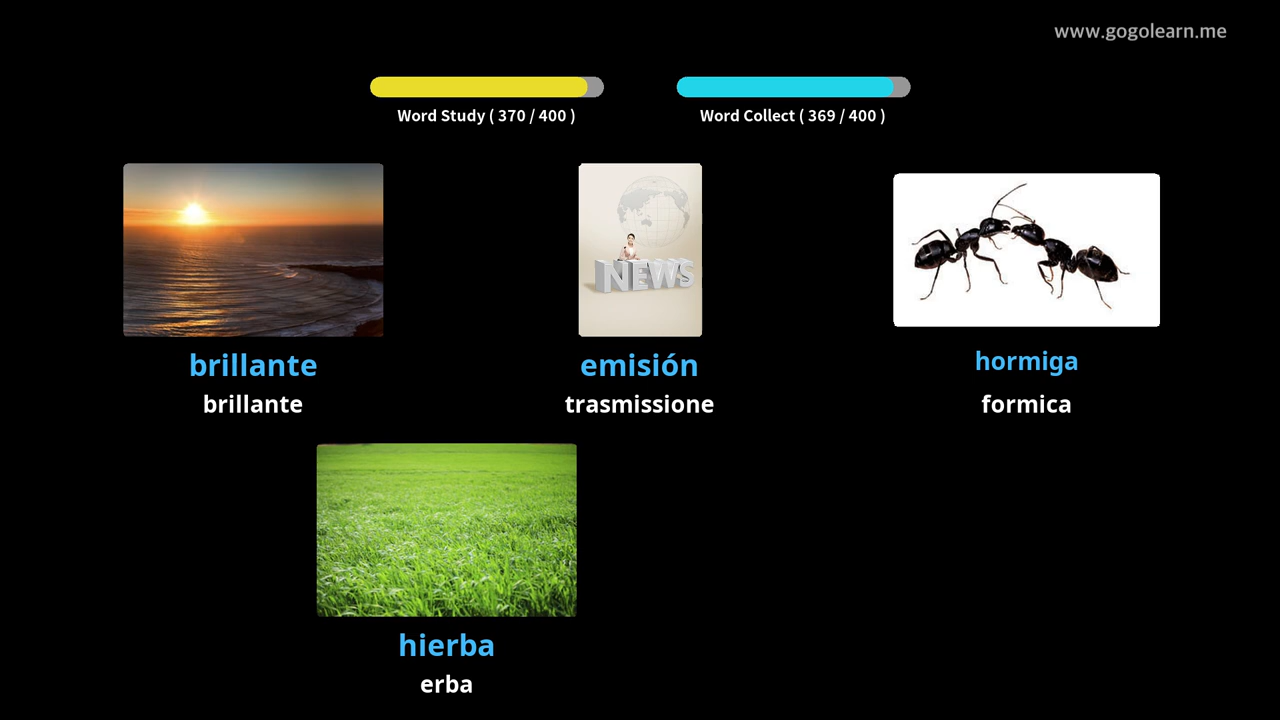 www.gogolearn.me
Word Study ( 370 / 400 )
Word Collect ( 369 / 400 )
NEWS
brillante
emisión
hormiga
brillante
trasmissione
formica
hierba
erba